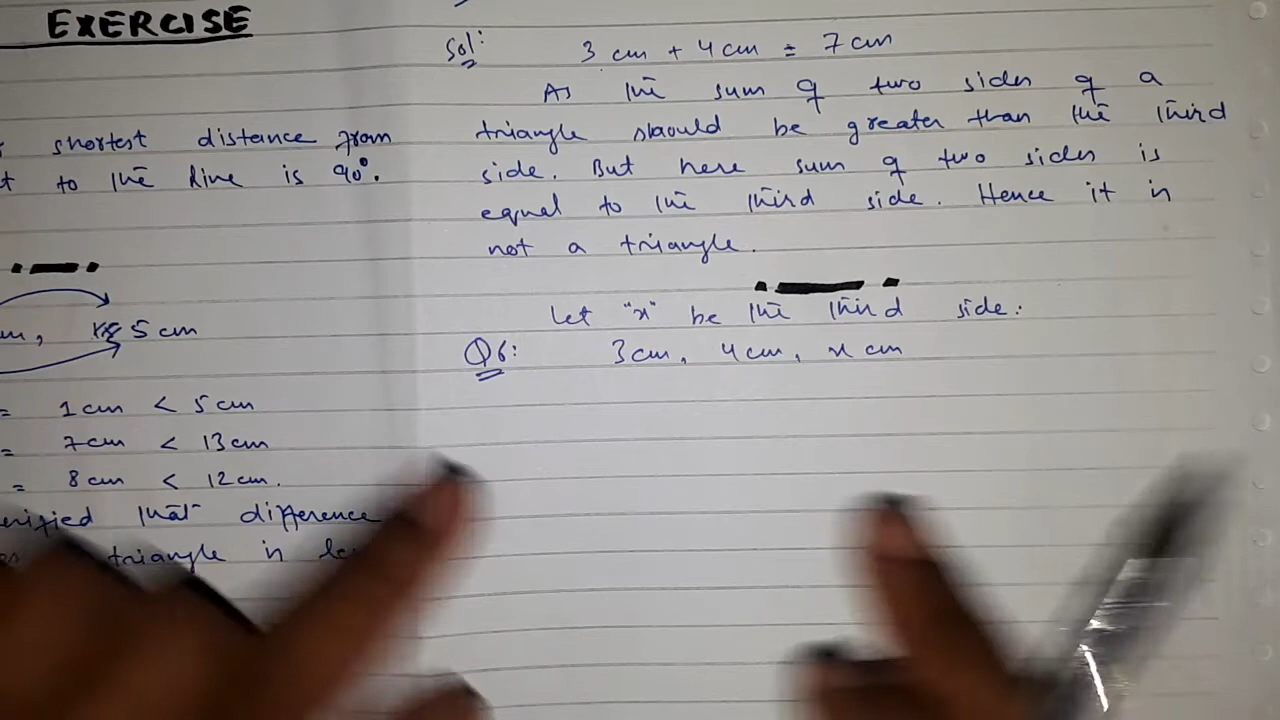 EXERCISE
shortest distance from
to the line is 90°.
m, 5 cm
= 1 cm < 5 cm
= 7 cm < 13 cm
= 8 cm < 12 cm.
that difference
triangle is
Sol:
3 cm + 4 cm = 7 cm
As the sum of two sides of a
triangle should be greater than the third
side. But here sum of two sides is
equal to the third side. Hence it is
not a triangle.
Let "x" be the third side:
Q6: 3 cm, 4 cm, x cm